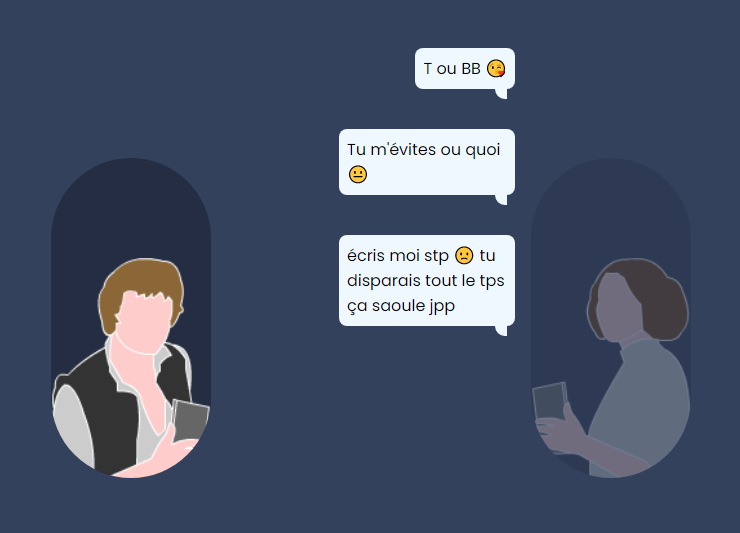 T ou BB 😘
Tu m'évites ou quoi
😐
écris moi stp 🙁 tu
disparais tout le tps
ça saoule jpp